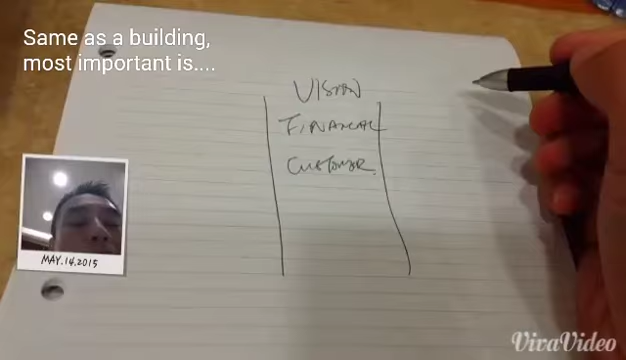 Same as a building,
most important is....
VISION
FINANCIAL
CUSTOMER
MAY.14.2015
VivaVideo